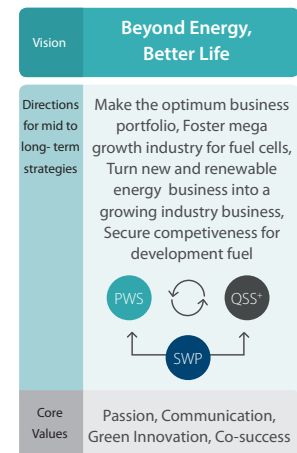 Vision
Beyond Energy,
Better Life
Directions
for mid to
long- term
strategies
Make the optimum business
portfolio, Foster mega
growth industry for fuel cells,
Turn new and renewable
energy business into a
growing industry business,
Secure competiveness for
development fuel
PWS
QSS+
SWP
Core
Values
Passion, Communication,
Green Innovation, Co-success